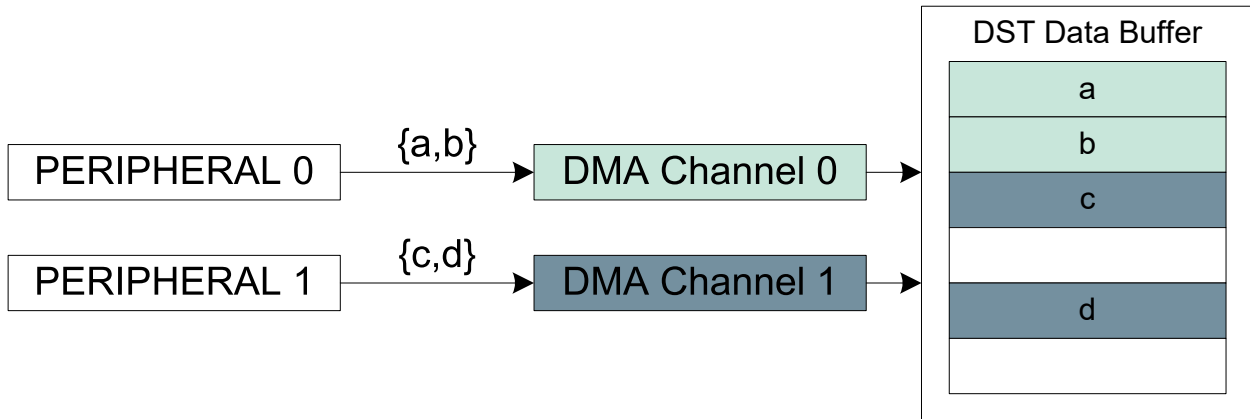 DST Data Buffer
a
b
c
d
PERIPHERAL 0
{a,b}
DMA Channel 0
PERIPHERAL 1
{c,d}
DMA Channel 1